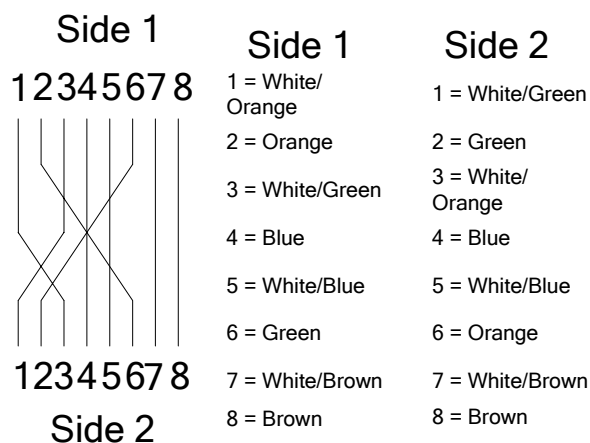 Side 1
12345678
12345678
Side 2
Side 1
1 = White/
Orange
2 = Orange
3 = White/Green
4 = Blue
5 = White/Blue
6 = Green
7 = White/Brown
8 = Brown
Side 2
1 = White/Green
2 = Green
3 = White/
Orange
4 = Blue
5 = White/Blue
6 = Orange
7 = White/Brown
8 = Brown